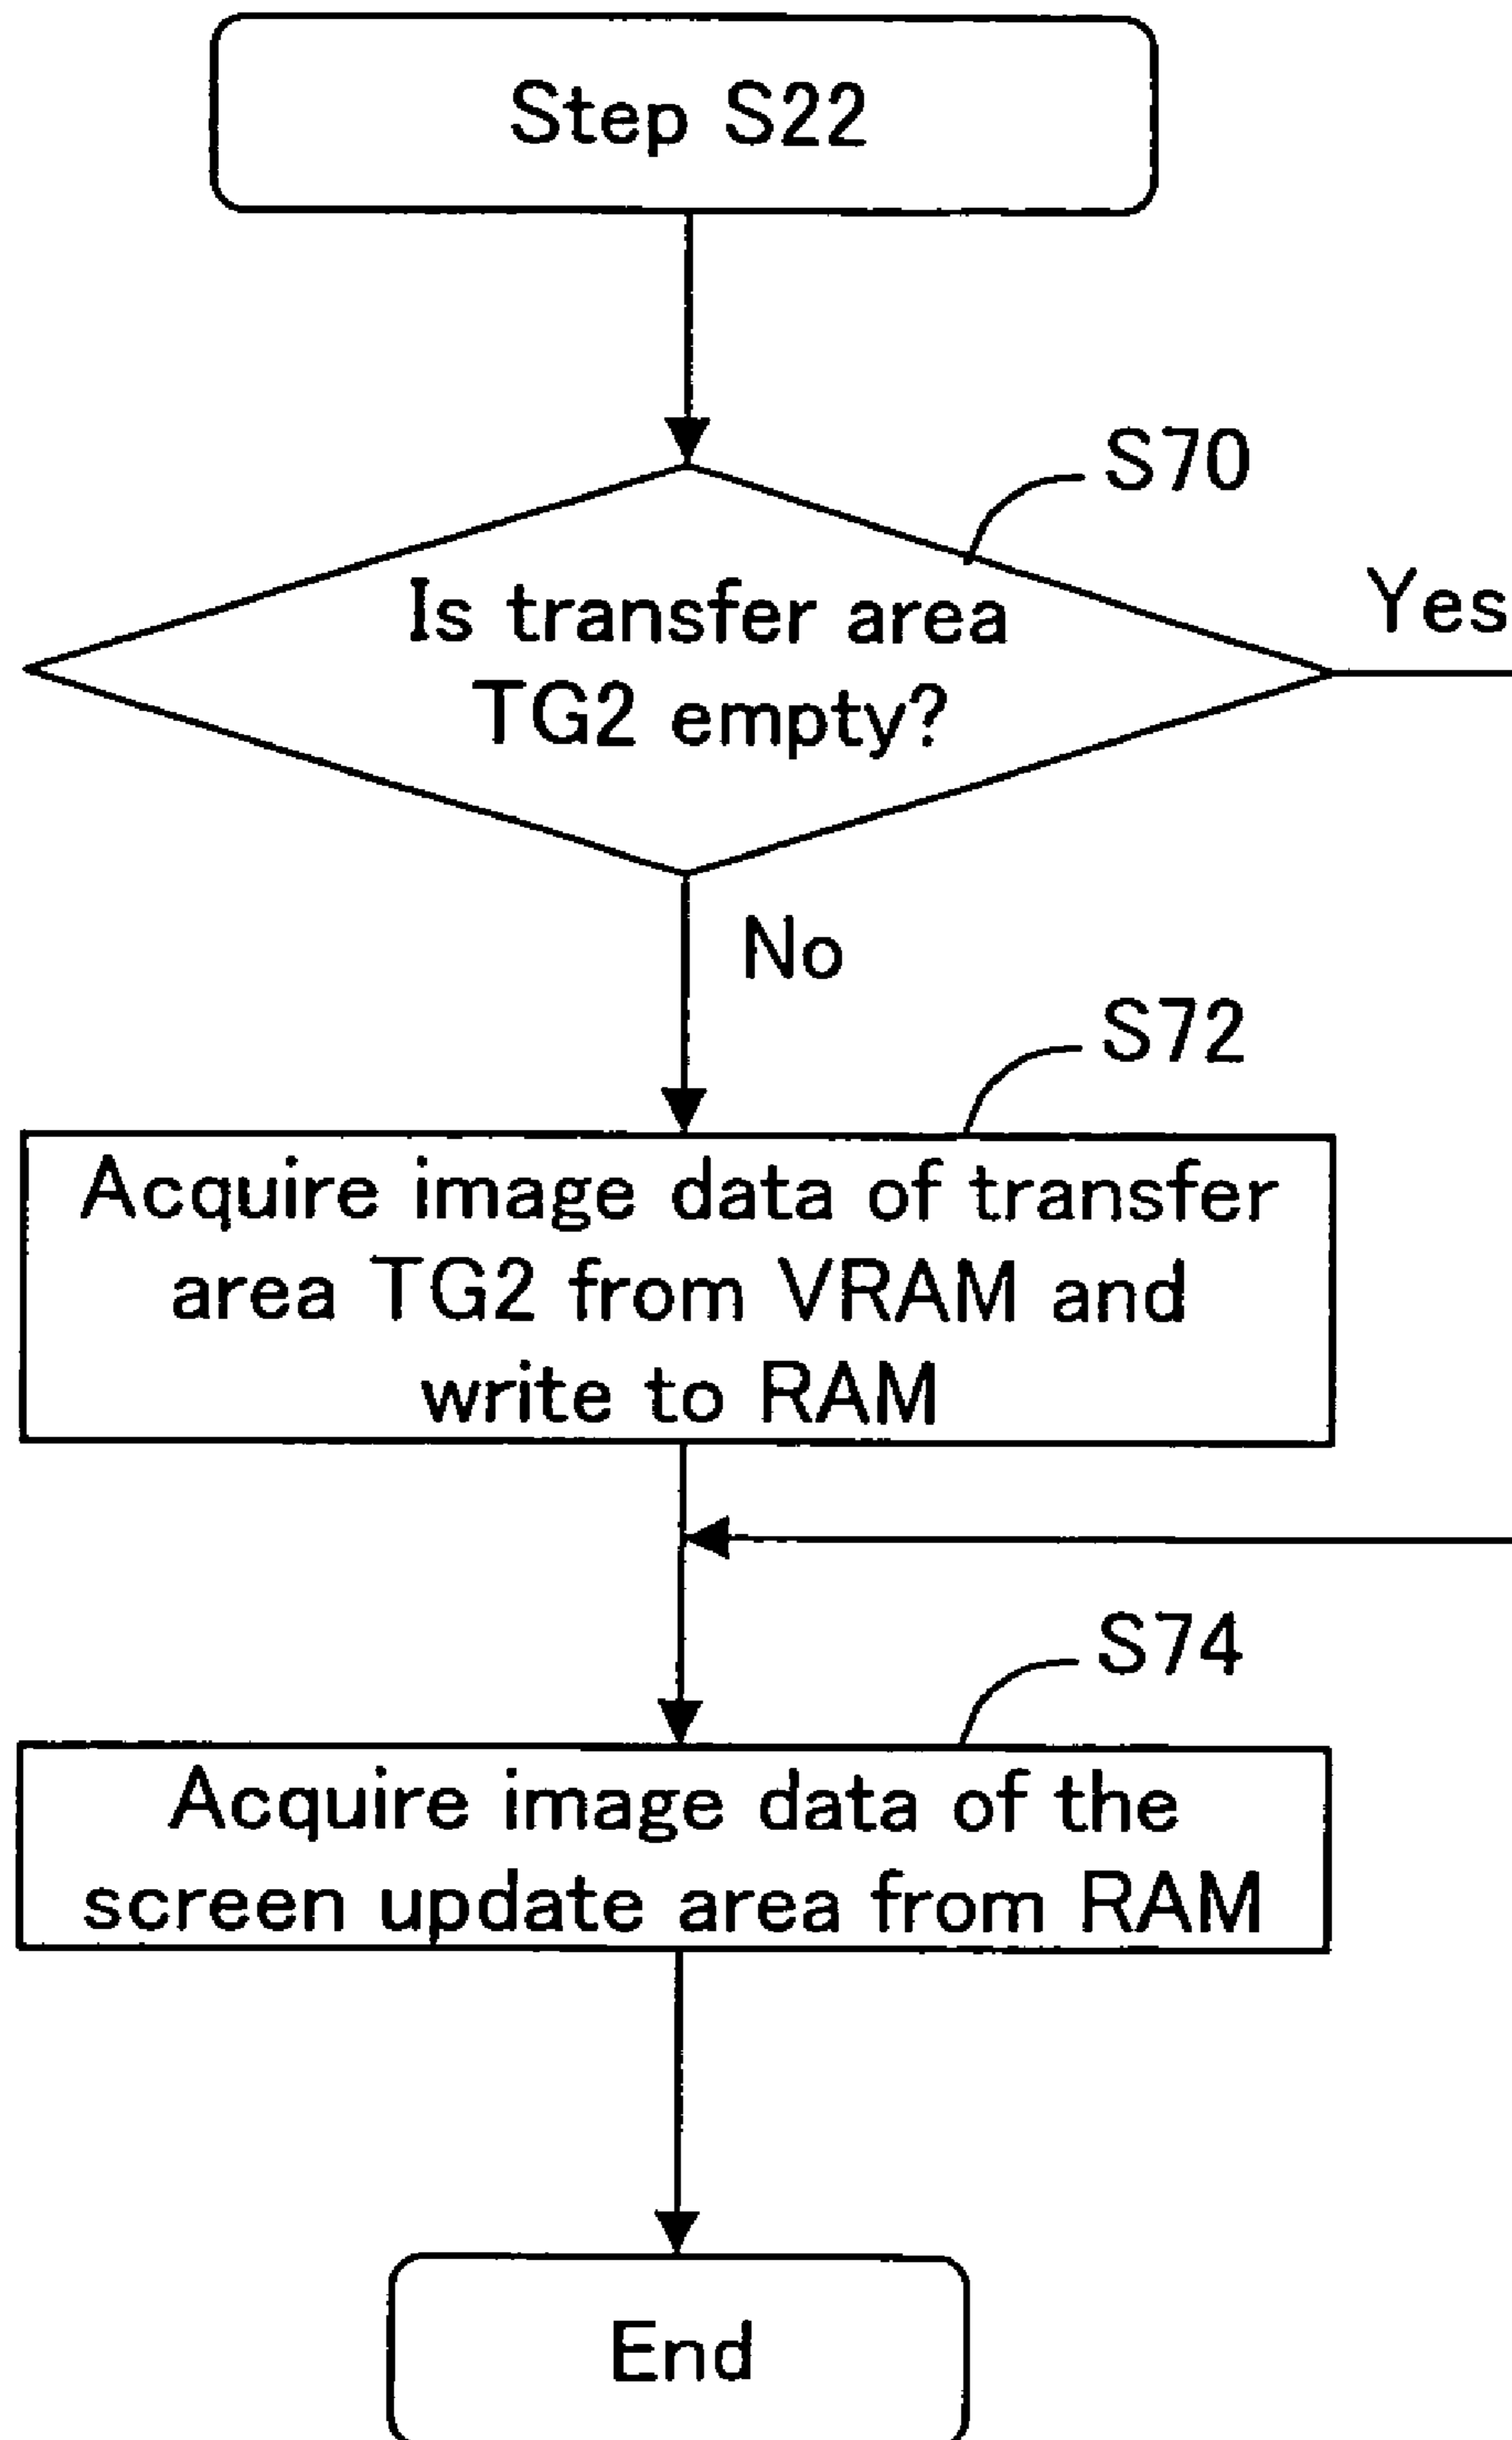 Step S22
S70
Is transfer area
TG2 empty?
Yes
No
S72
Acquire image data of transfer
area TG2 from VRAM and
write to RAM
S74
Acquire image data of the
screen update area from RAM
End